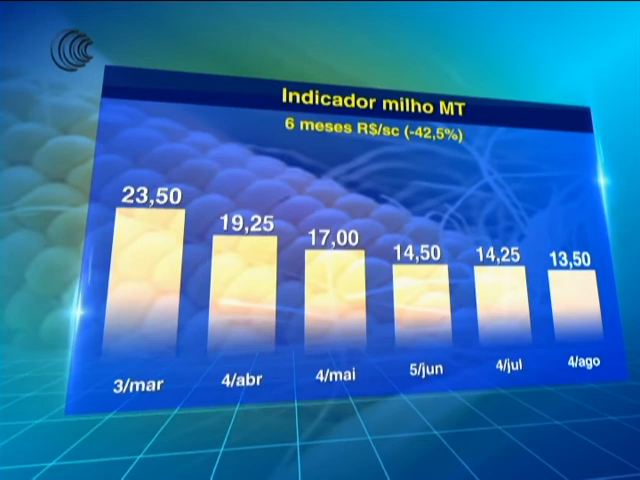 Indicador milho MT
6 meses R$/sc (-42,5%)
23,50
19,25
17,00
14,50
14,25
13,50
3/mar
4/abr
4/mai
5/jun
4/jul
4/ago